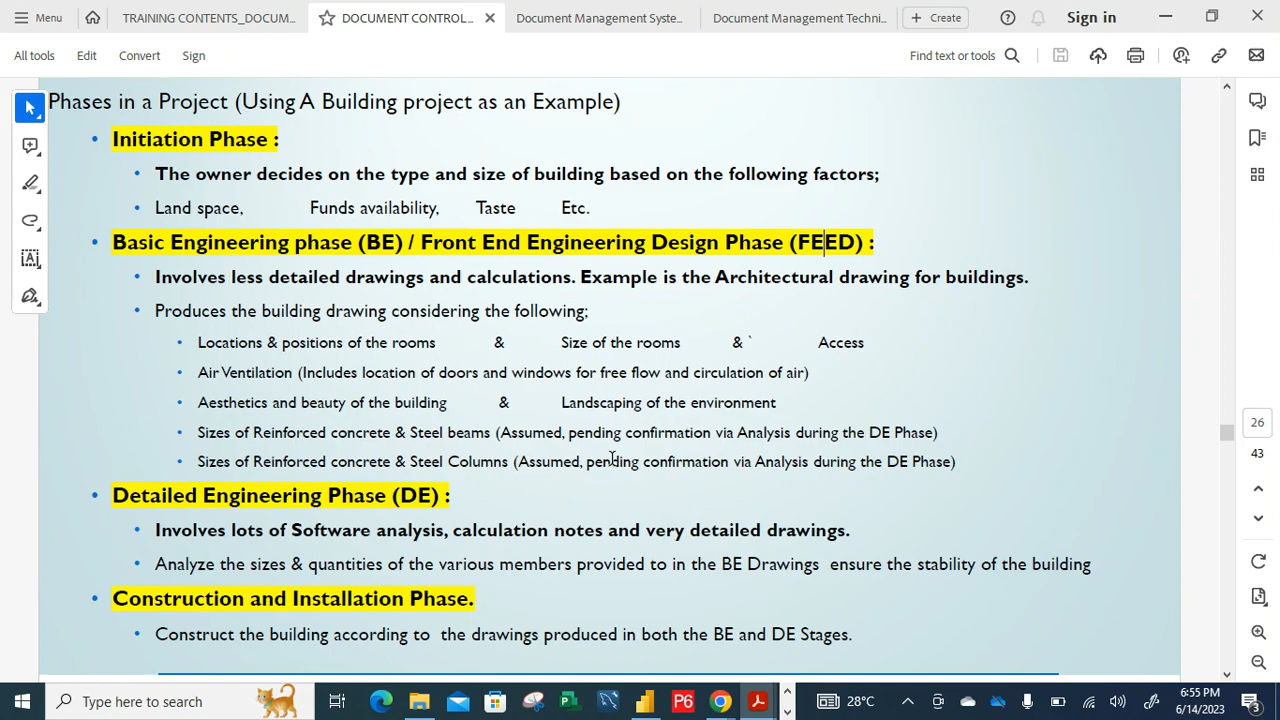 Menu
TRAINING CONTENTS_DOCUM...
DOCUMENT CONTROL...
Document Management Syste...
Document Management Techni...
Create
Sign in
All tools Edit Convert Sign
Find text or tools
Phases in a Project (Using A Building project as an Example)
• Initiation Phase :
• The owner decides on the type and size of building based on the following factors;
• Land space, Funds availability, Taste Etc.
• Basic Engineering phase (BE) / Front End Engineering Design Phase (FEED) :
• Involves less detailed drawings and calculations. Example is the Architectural drawing for buildings.
• Produces the building drawing considering the following;
• Locations & positions of the rooms & Size of the rooms & ` Access
• Air Ventilation (Includes location of doors and windows for free flow and circulation of air)
• Aesthetics and beauty of the building & Landscaping of the environment
• Sizes of Reinforced concrete & Steel beams (Assumed, pending confirmation via Analysis during the DE Phase)
• Sizes of Reinforced concrete & Steel Columns (Assumed, pending confirmation via Analysis during the DE Phase)
• Detailed Engineering Phase (DE) :
• Involves lots of Software analysis, calculation notes and very detailed drawings.
• Analyze the sizes & quantities of the various members provided to in the BE Drawings ensure the stability of the building
• Construction and Installation Phase.
• Construct the building according to the drawings produced in both the BE and DE Stages.
26
43
Type here to search
P6
28°C
6:55 PM
6/14/2023
3